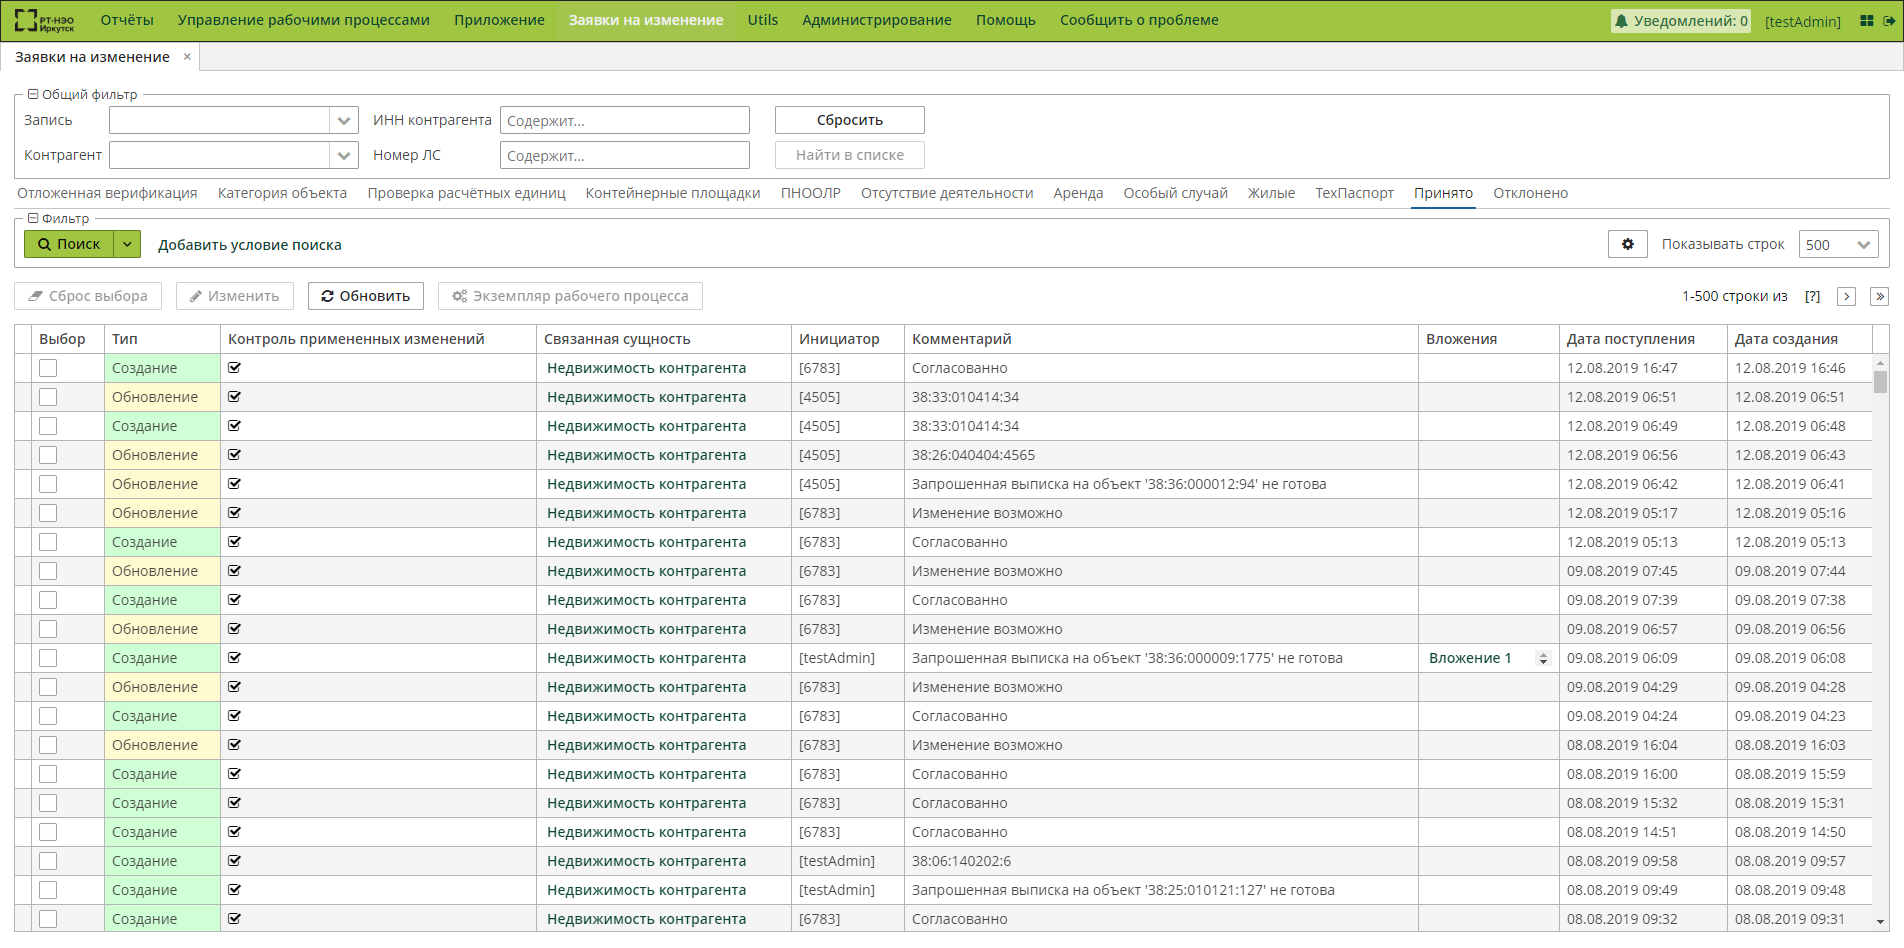 РТ-НЭО Иркутск Отчёты Управление рабочими процессами Приложение Заявки на изменение Utils Администрирование Помощь Сообщить о проблеме Уведомлений: 0 [testAdmin]
Заявки на изменение ×
Общий фильтр
Запись ИНН контрагента Содержит... Сбросить
Контрагент Номер ЛС Содержит... Найти в списке
Отложенная верификация Категория объекта Проверка расчётных единиц Контейнерные площадки ПНООЛР Отсутствие деятельности Аренда Особый случай Жилые ТехПаспорт Принято Отклонено
Фильтр
Поиск Добавить условие поиска Показывать строк 500
Сброс выбора Изменить Обновить Экземпляр рабочего процесса 1-500 строки из [?]
Выбор Тип Контроль примененных изменений Связанная сущность Инициатор Комментарий Вложения Дата поступления Дата создания
Создание Недвижимость контрагента [6783] Согласованно 12.08.2019 16:47 12.08.2019 16:46
Обновление Недвижимость контрагента [4505] 38:33:010414:34 12.08.2019 06:51 12.08.2019 06:51
Создание Недвижимость контрагента [4505] 38:33:010414:34 12.08.2019 06:49 12.08.2019 06:48
Обновление Недвижимость контрагента [4505] 38:26:040404:4565 12.08.2019 06:56 12.08.2019 06:43
Обновление Недвижимость контрагента [4505] Запрошенная выписка на объект '38:36:000012:94' не готова 12.08.2019 06:42 12.08.2019 06:41
Обновление Недвижимость контрагента [6783] Изменение возможно 12.08.2019 05:17 12.08.2019 05:16
Создание Недвижимость контрагента [6783] Согласованно 12.08.2019 05:13 12.08.2019 05:13
Обновление Недвижимость контрагента [6783] Изменение возможно 09.08.2019 07:45 09.08.2019 07:44
Создание Недвижимость контрагента [6783] Согласованно 09.08.2019 07:39 09.08.2019 07:38
Обновление Недвижимость контрагента [6783] Изменение возможно 09.08.2019 06:57 09.08.2019 06:56
Создание Недвижимость контрагента [testAdmin] Запрошенная выписка на объект '38:36:000009:1775' не готова Вложение 1 09.08.2019 06:09 09.08.2019 06:08
Обновление Недвижимость контрагента [6783] Изменение возможно 09.08.2019 04:29 09.08.2019 04:28
Создание Недвижимость контрагента [6783] Согласованно 09.08.2019 04:24 09.08.2019 04:23
Обновление Недвижимость контрагента [6783] Изменение возможно 08.08.2019 16:04 08.08.2019 16:03
Создание Недвижимость контрагента [6783] Согласованно 08.08.2019 16:00 08.08.2019 15:59
Создание Недвижимость контрагента [6783] Согласованно 08.08.2019 15:32 08.08.2019 15:31
Создание Недвижимость контрагента [6783] Согласованно 08.08.2019 14:51 08.08.2019 14:50
Создание Недвижимость контрагента [testAdmin] 38:06:140202:6 08.08.2019 09:58 08.08.2019 09:57
Создание Недвижимость контрагента [testAdmin] Запрошенная выписка на объект '38:25:010121:127' не готова 08.08.2019 09:49 08.08.2019 09:48
Создание Недвижимость контрагента [6783] Согласованно 08.08.2019 09:32 08.08.2019 09:31